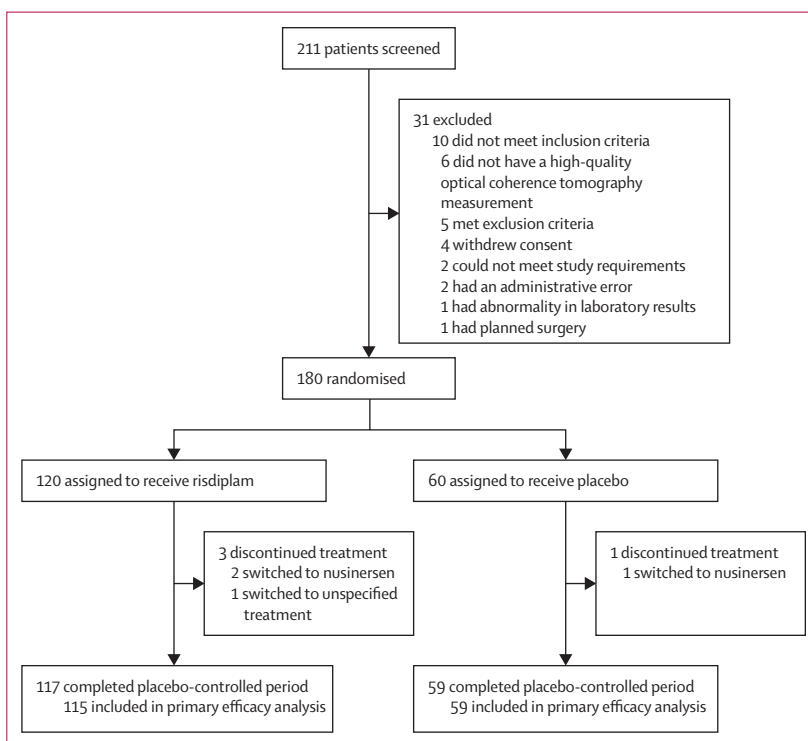 211 patients screened
31 excluded
10 did not meet inclusion criteria
6 did not have a high-quality
optical coherence tomography
measurement
5 met exclusion criteria
4 withdrew consent
2 could not meet study requirements
2 had an administrative error
1 had abnormality in laboratory results
1 had planned surgery
180 randomised
120 assigned to receive risdiplam
60 assigned to receive placebo
3 discontinued treatment
2 switched to nusinersen
1 switched to unspecified
treatment
1 discontinued treatment
1 switched to nusinersen
117 completed placebo-controlled period
115 included in primary efficacy analysis
59 completed placebo-controlled period
59 included in primary efficacy analysis